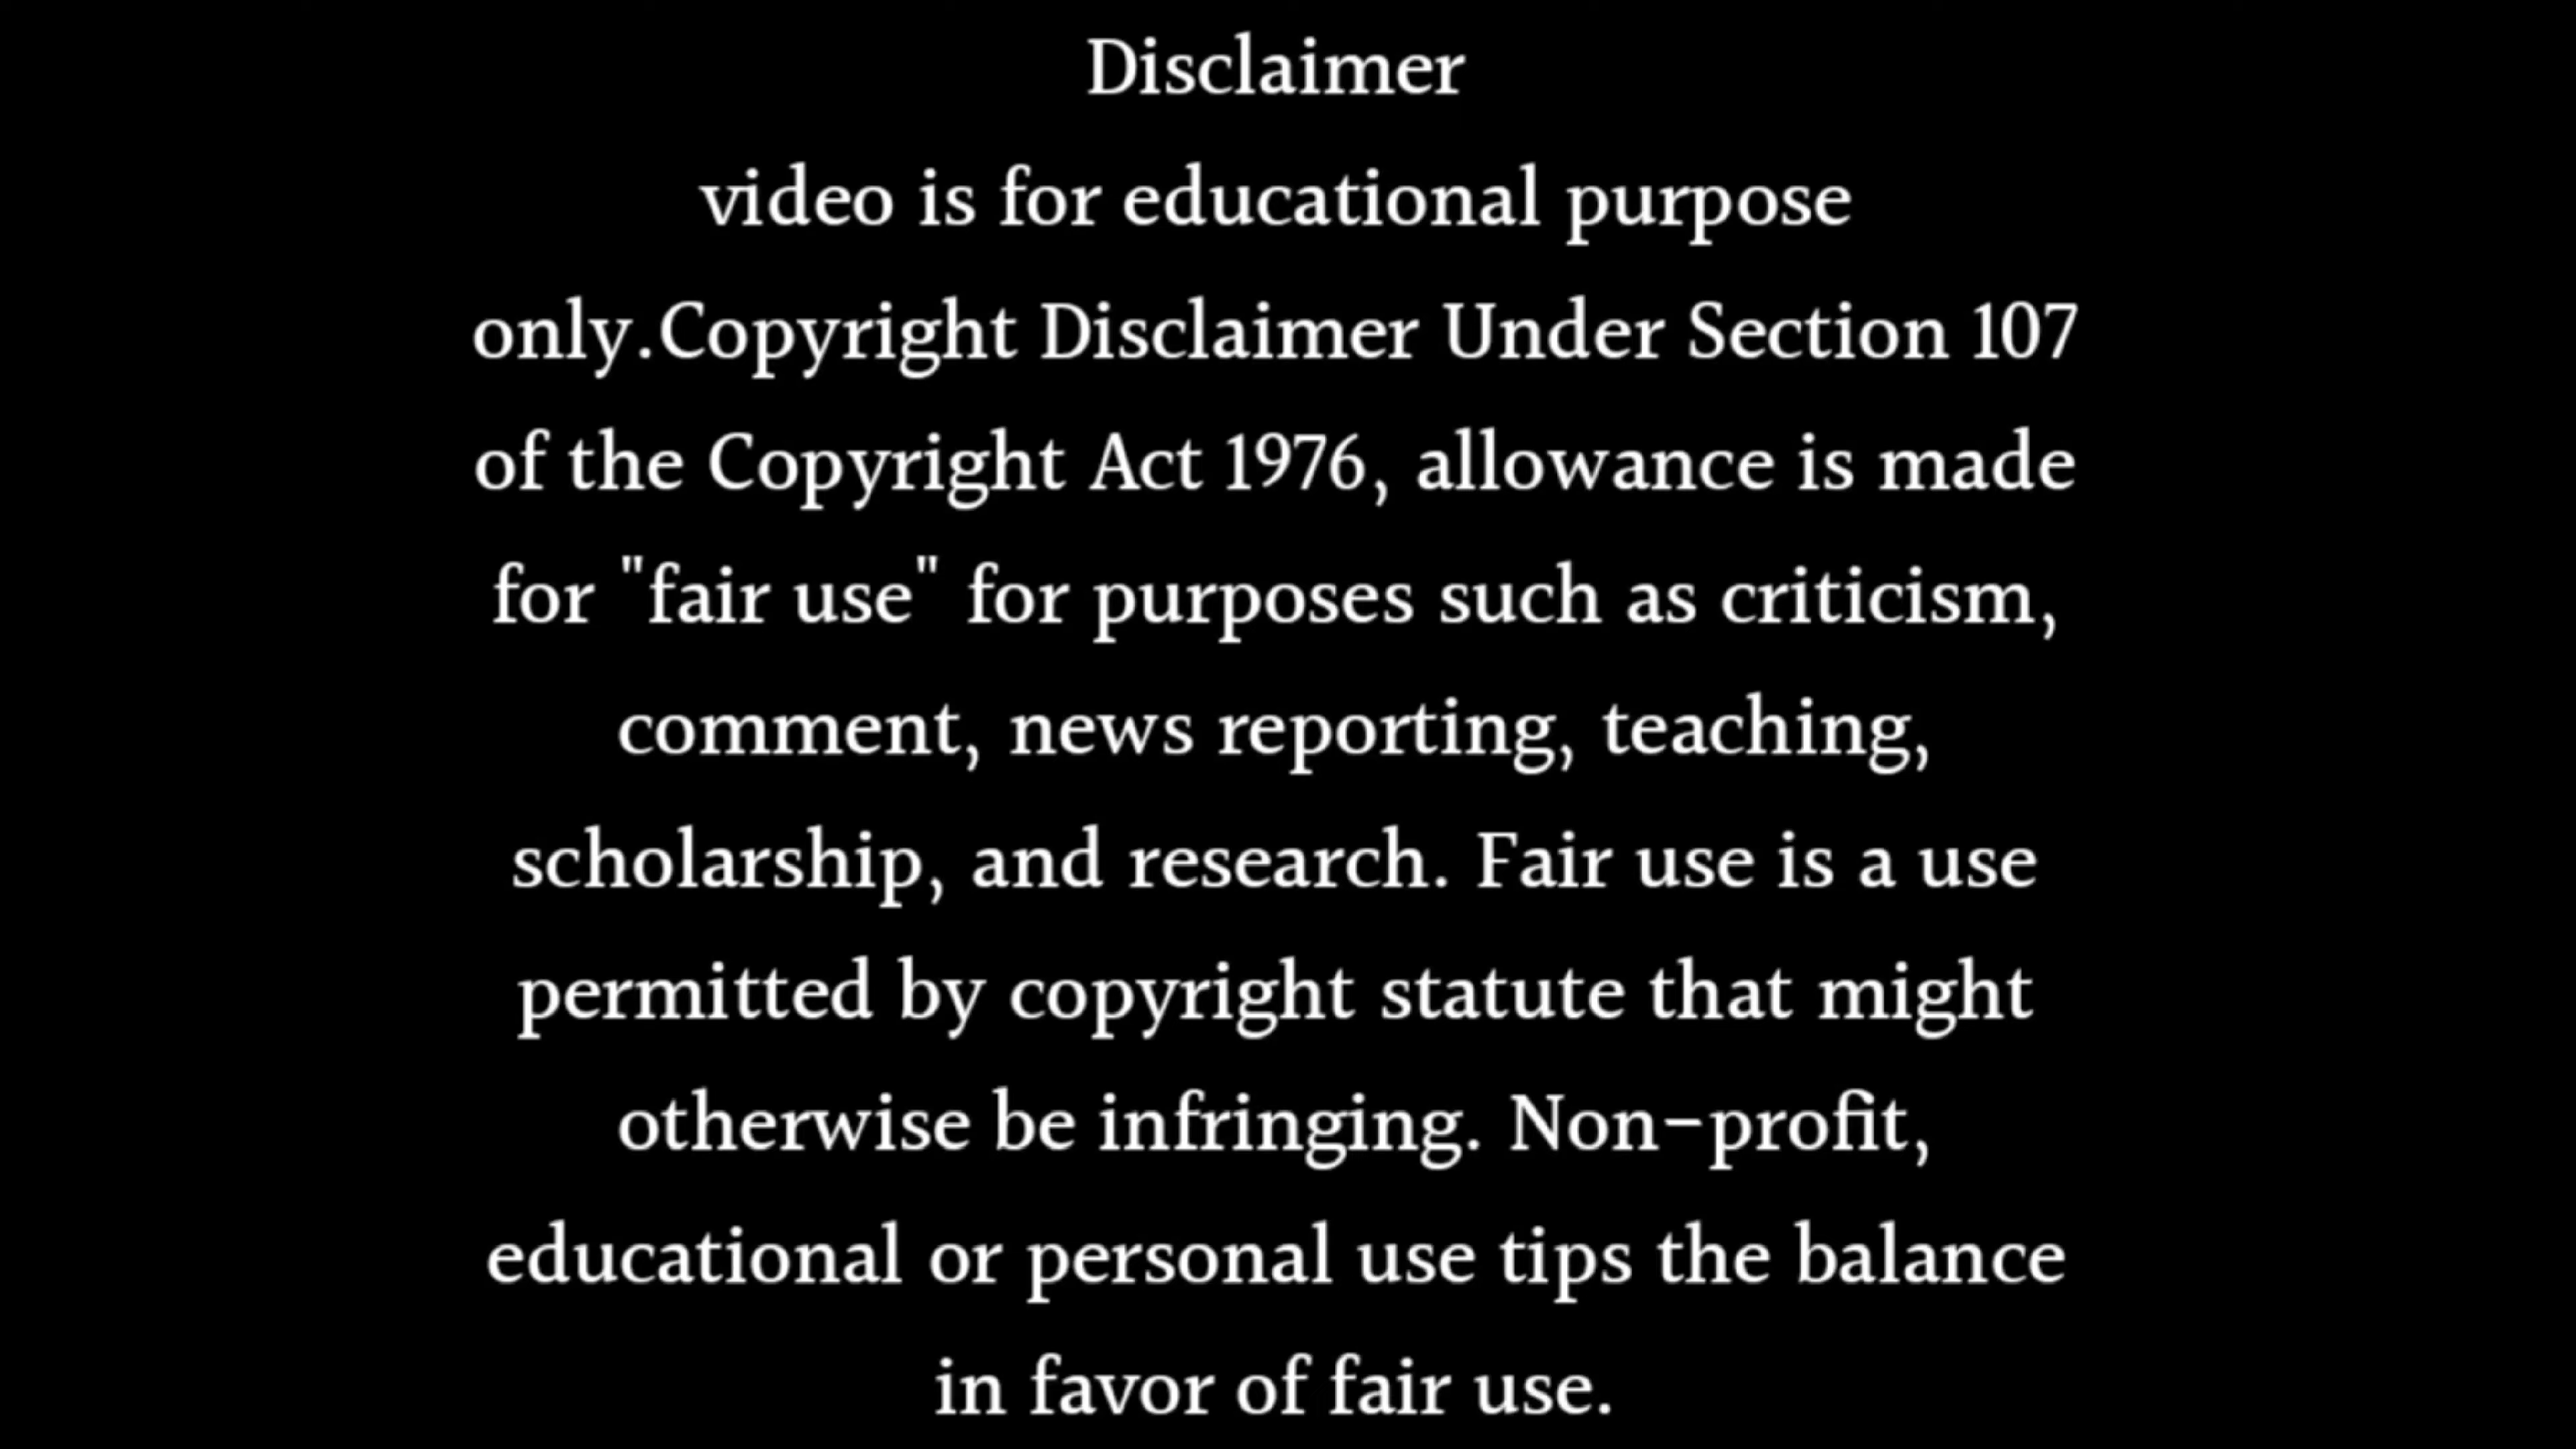 Disclaimer
video is for educational purpose
only.Copyright Disclaimer Under Section 107
of the Copyright Act 1976, allowance is made
for "fair use" for purposes such as criticism,
comment, news reporting, teaching,
scholarship, and research. Fair use is a use
permitted by copyright statute that might
otherwise be infringing. Non-profit,
educational or personal use tips the balance
in favor of fair use.